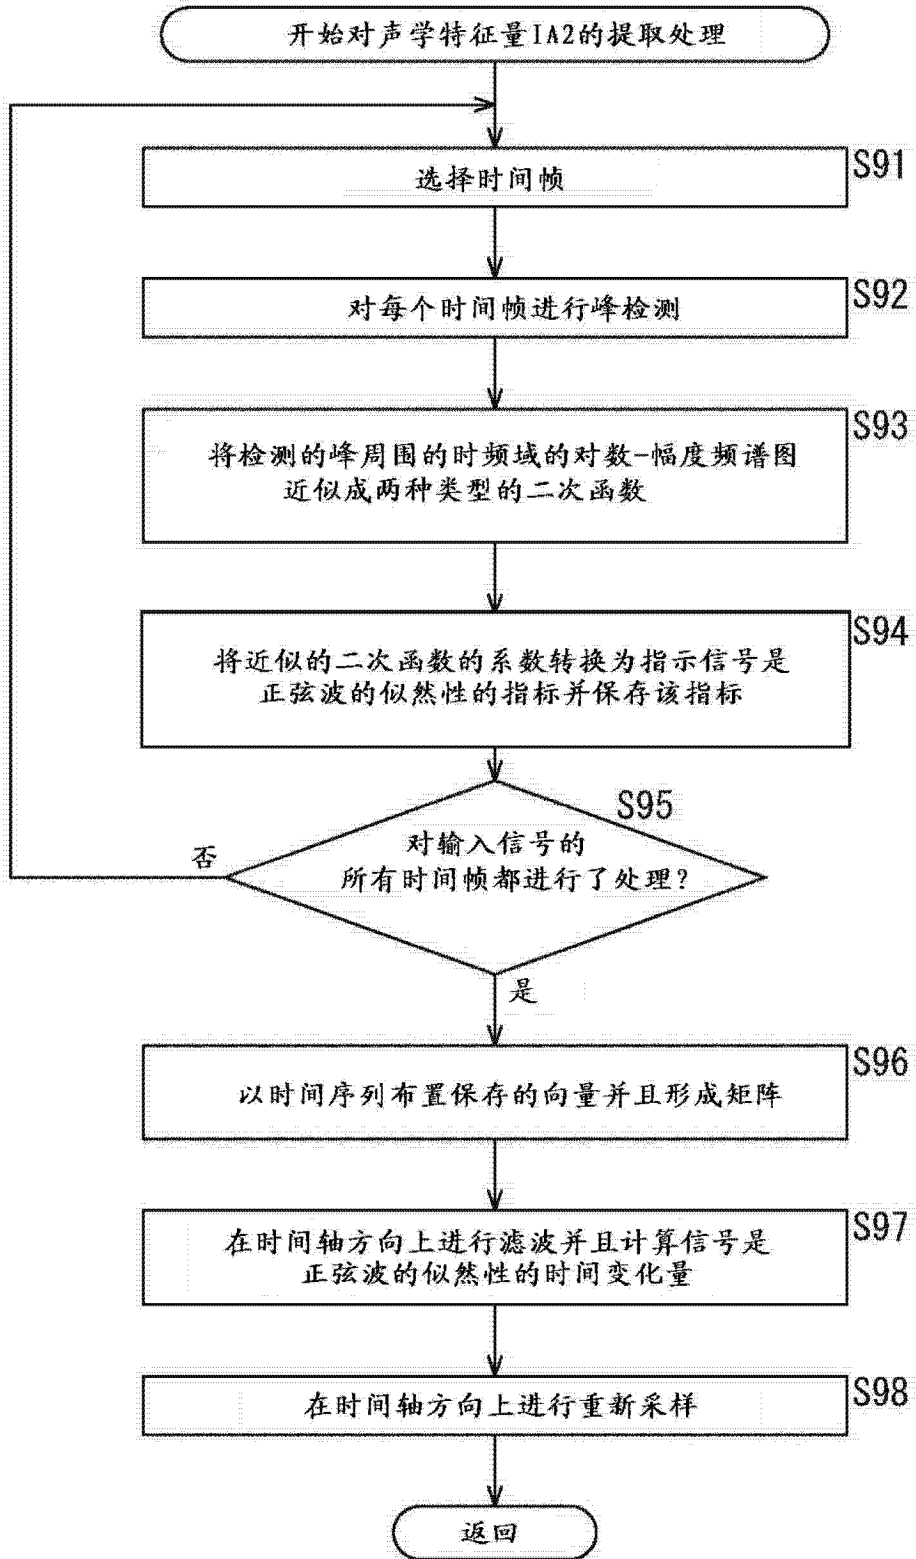 开始对声学特征量IA2的提取处理
S91
选择时间帧
S92
对每个时间帧进行峰检测
S93
将检测的峰周围的时频域的对数-幅度频谱图
近似成两种类型的二次函数
S94
将近似的二次函数的系数转换为指示信号是
正弦波的似然性的指标并保存该指标
S95
对输入信号的
所有时间帧都进行了处理?
否
是
S96
以时间序列布置保存的向量并且形成矩阵
S97
在时间轴方向上进行滤波并且计算信号是
正弦波的似然性的时间变化量
S98
在时间轴方向上进行重新采样
返回